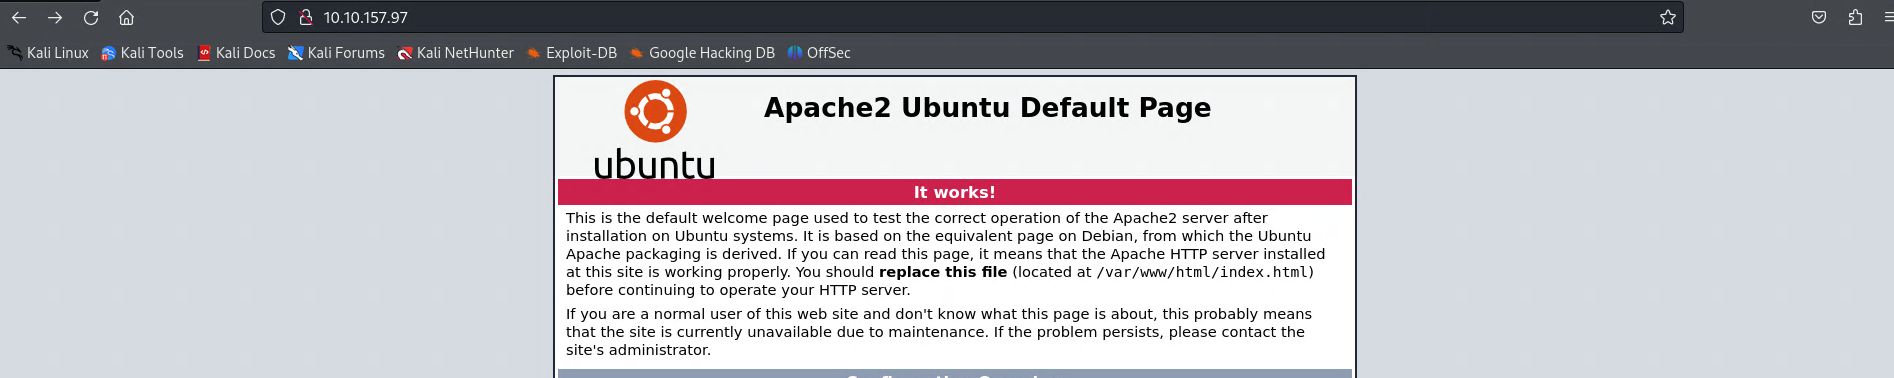 10.10.157.97
Kali Linux Kali Tools Kali Docs Kali Forums Kali NetHunter Exploit-DB Google Hacking DB OffSec
ubuntu
Apache2 Ubuntu Default Page
It works!
This is the default welcome page used to test the correct operation of the Apache2 server after
installation on Ubuntu systems. It is based on the equivalent page on Debian, from which the Ubuntu
Apache packaging is derived. If you can read this page, it means that the Apache HTTP server installed
at this site is working properly. You should replace this file (located at /var/www/html/index.html)
before continuing to operate your HTTP server.
If you are a normal user of this web site and don't know what this page is about, this probably means
that the site is currently unavailable due to maintenance. If the problem persists, please contact the
site's administrator.